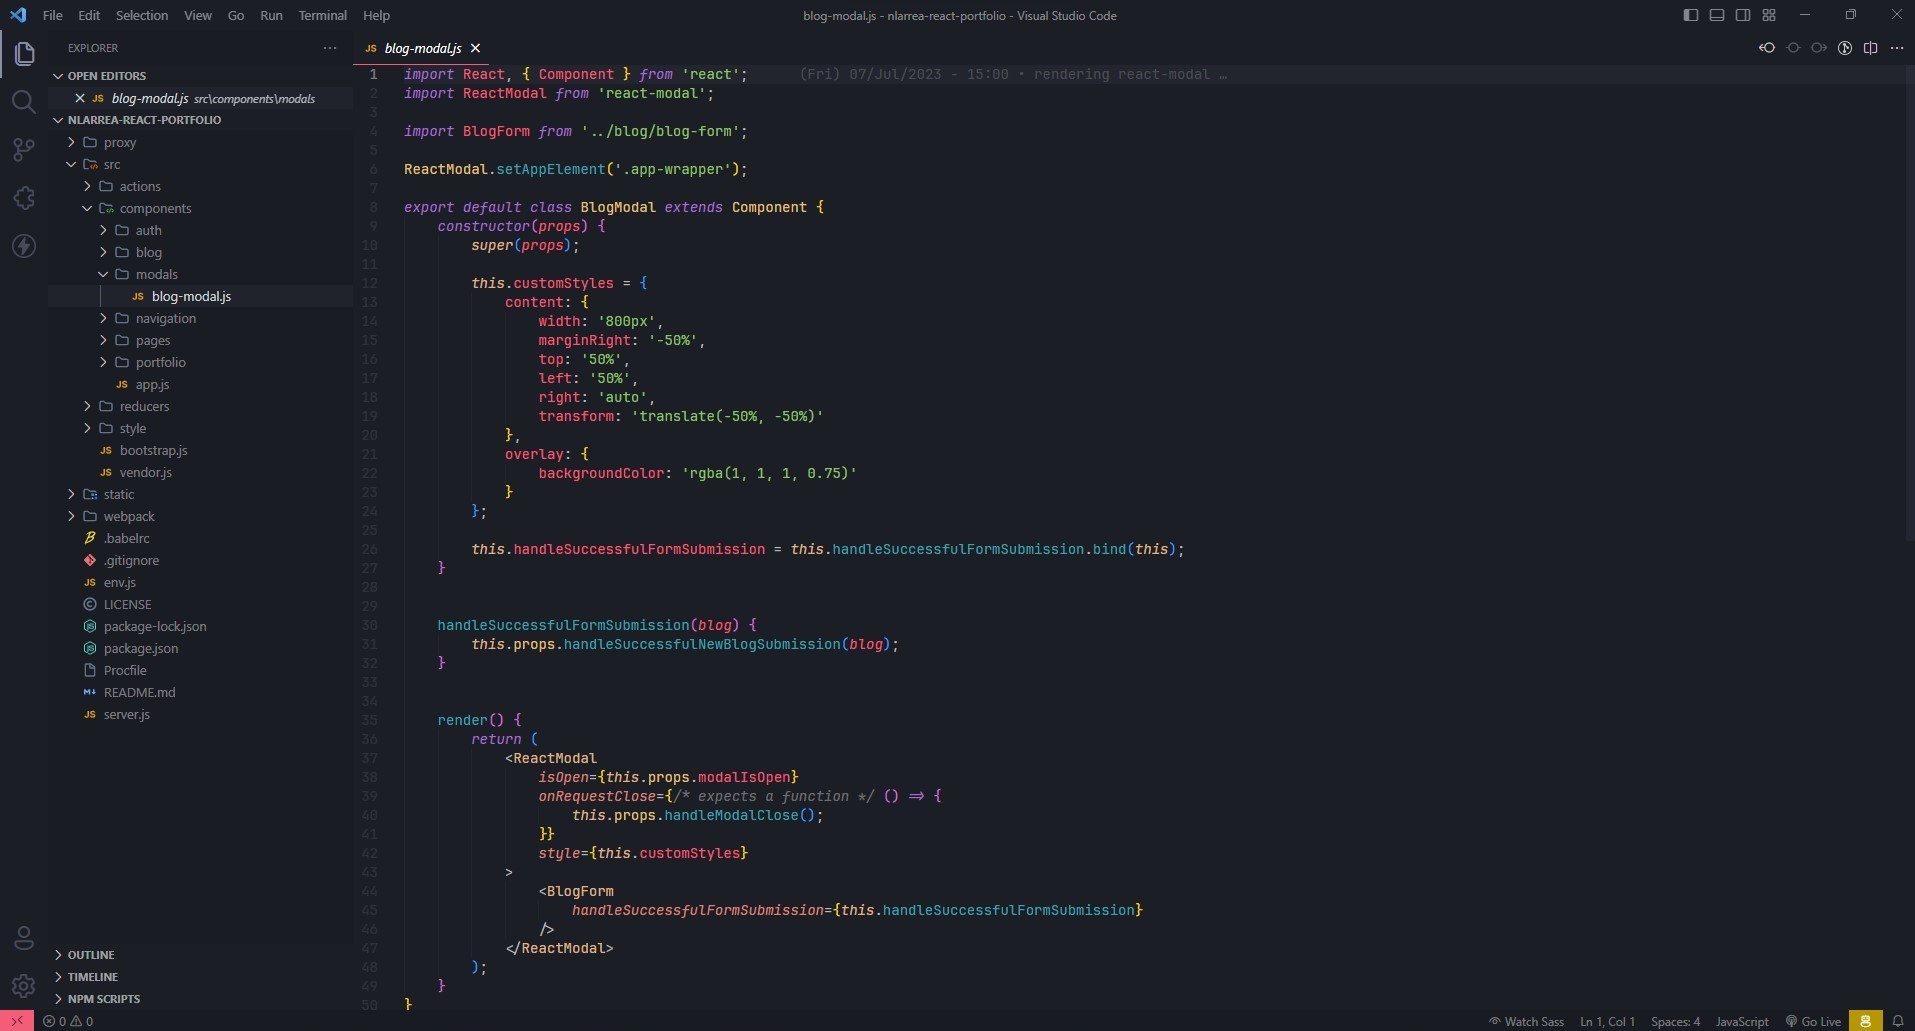 File Edit Selection View Go Run Terminal Help
blog-modal.js - nlarrea-react-portfolio - Visual Studio Code
EXPLORER
OPEN EDITORS
JS blog-modal.js src\components\modals
NLARREA-REACT-PORTFOLIO
proxy
src
actions
components
auth
blog
modals
JS blog-modal.js
navigation
pages
portfolio
JS app.js
reducers
style
JS bootstrap.js
JS vendor.js
static
webpack
.babelrc
.gitignore
JS env.js
LICENSE
package-lock.json
package.json
Procfile
README.md
JS server.js
OUTLINE
TIMELINE
NPM SCRIPTS
JS blog-modal.js
1 import React, { Component } from 'react'; (Fri) 07/Jul/2023 - 15:00 • rendering react-modal …
2 import ReactModal from 'react-modal';
3
4 import BlogForm from '../blog/blog-form';
5
6 ReactModal.setAppElement('.app-wrapper');
7
8 export default class BlogModal extends Component {
9     constructor(props) {
10         super(props);
11
12         this.customStyles = {
13             content: {
14                 width: '800px',
15                 marginRight: '-50%',
16                 top: '50%',
17                 left: '50%',
18                 right: 'auto',
19                 transform: 'translate(-50%, -50%)'
20             },
21             overlay: {
22                 backgroundColor: 'rgba(1, 1, 1, 0.75)'
23             }
24         };
25
26         this.handleSuccessfulFormSubmission = this.handleSuccessfulFormSubmission.bind(this);
27     }
28
29
30     handleSuccessfulFormSubmission(blog) {
31         this.props.handleSuccessfulNewBlogSubmission(blog);
32     }
33
34
35     render() {
36         return (
37             <ReactModal
38                 isOpen={this.props.modalIsOpen}
39                 onRequestClose={/* expects a function */ () => {
40                     this.props.handleModalClose();
41                 }}
42                 style={this.customStyles}
43             >
44                 <BlogForm
45                     handleSuccessfulFormSubmission={this.handleSuccessfulFormSubmission}
46                 />
47             </ReactModal>
48         );
49     }
50 }
0 0
Watch Sass Ln 1, Col 1 Spaces: 4 JavaScript Go Live